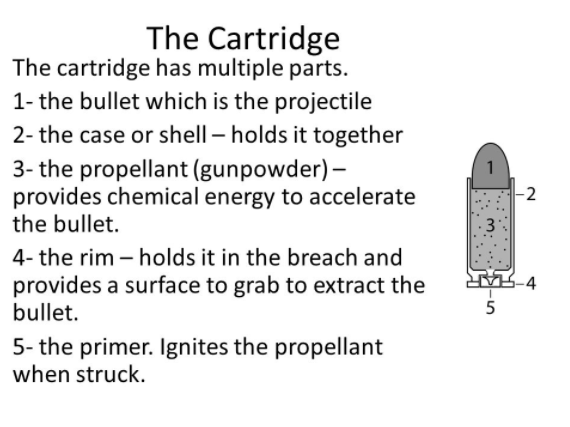 The Cartridge
The cartridge has multiple parts.
1- the bullet which is the projectile
2- the case or shell – holds it together
3- the propellant (gunpowder) –
provides chemical energy to accelerate
the bullet.
4- the rim – holds it in the breach and
provides a surface to grab to extract the
bullet.
5- the primer. Ignites the propellant
when struck.
1
2
3
4
5